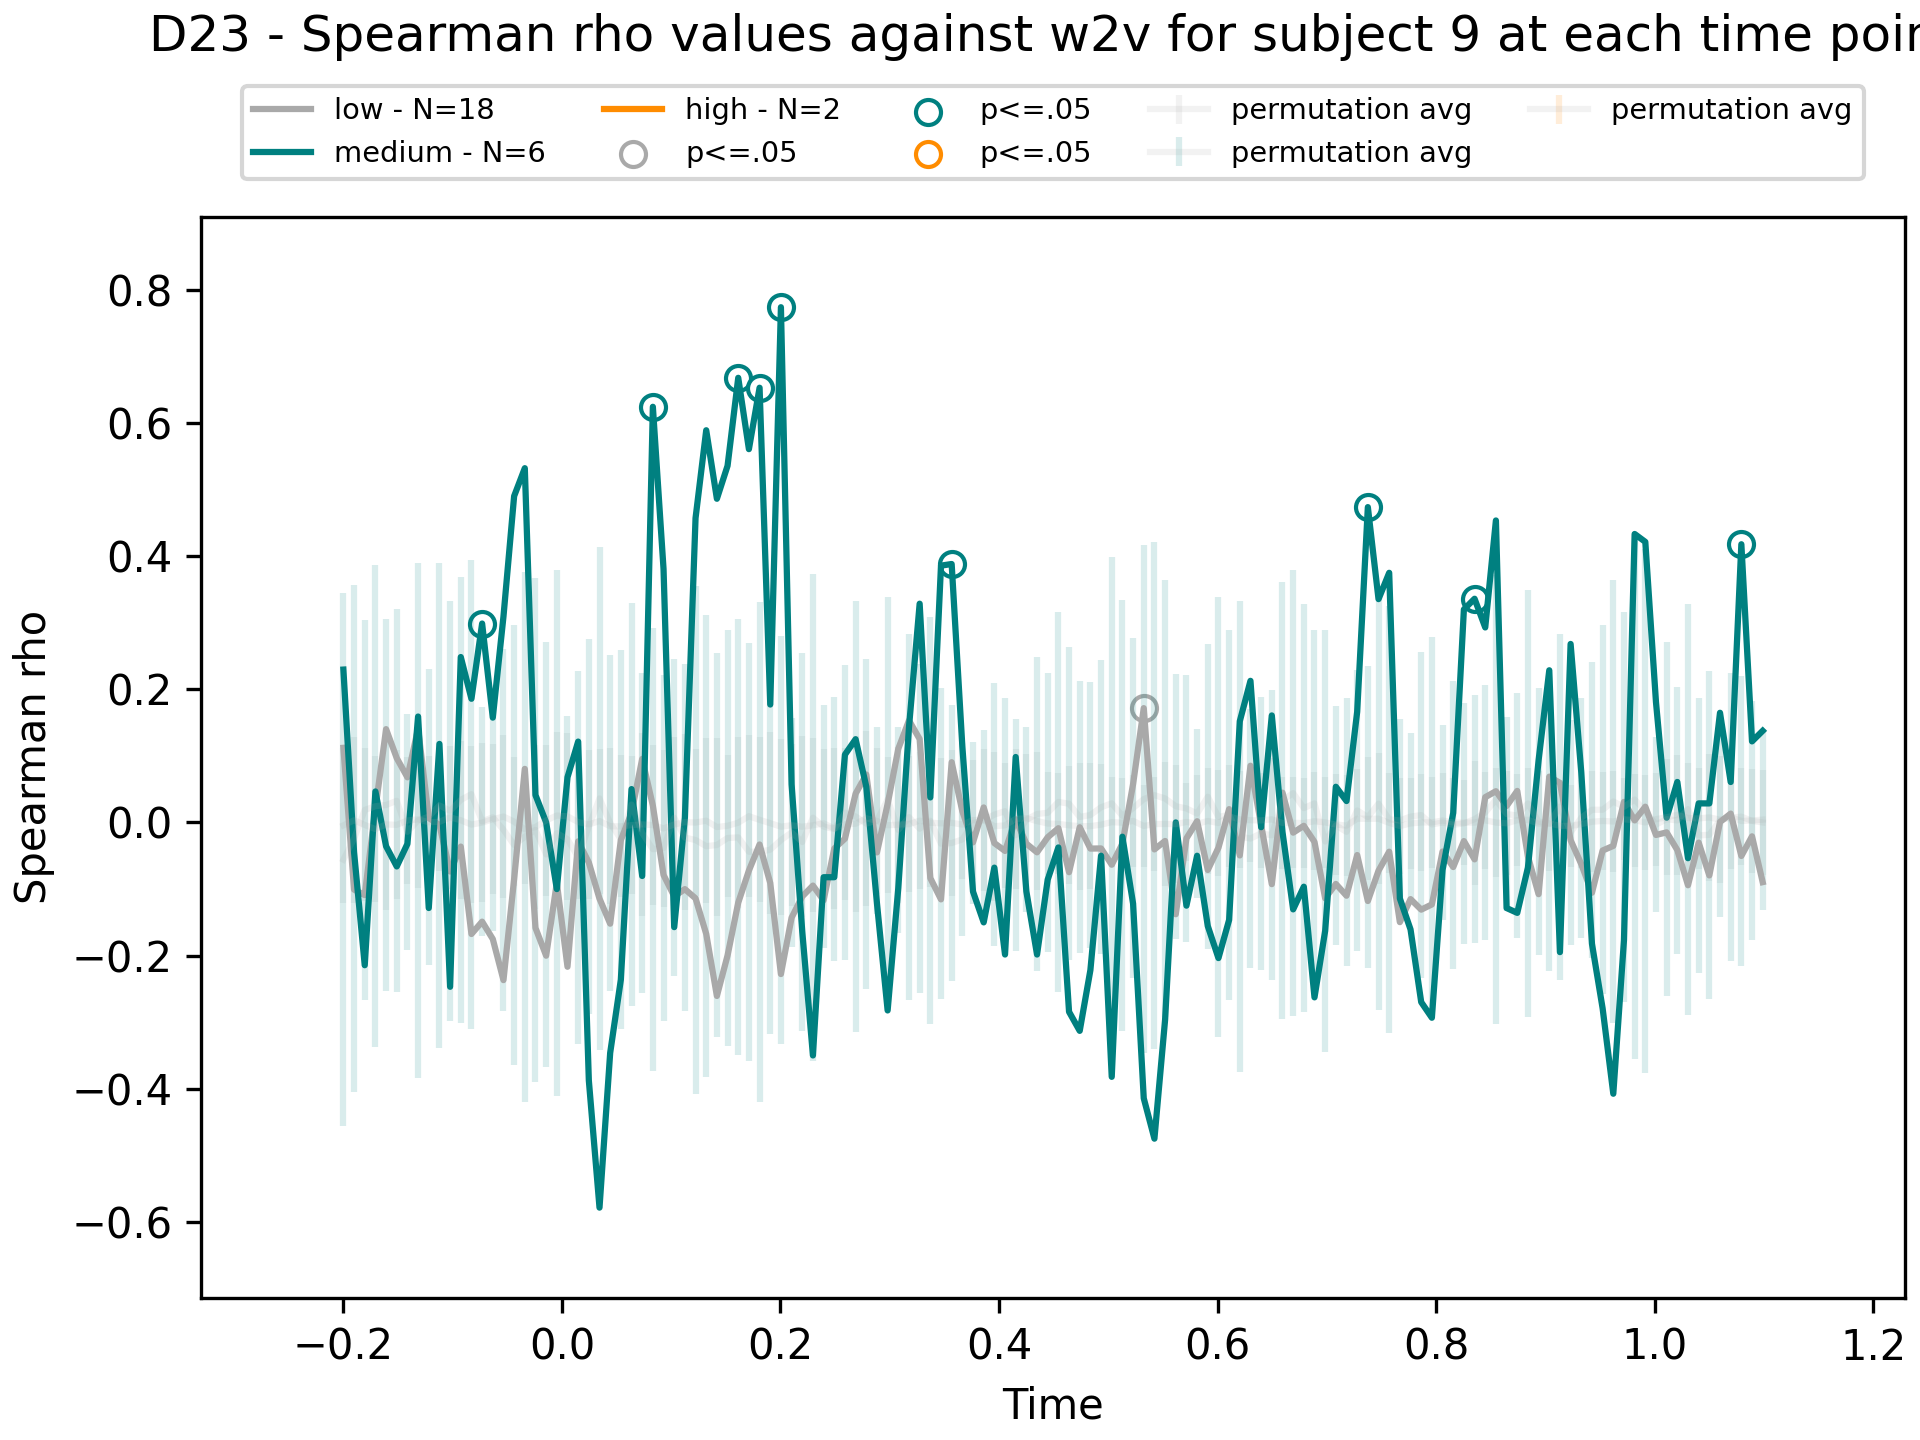 D23 - Spearman rho values against w2v for subject 9 at each time poin
low - N=18
medium - N=6
high - N=2
p<=.05
p<=.05
p<=.05
permutation avg
permutation avg
permutation avg
Spearman rho
0.8
0.6
0.4
0.2
0.0
−0.2
−0.4
−0.6
−0.2 0.0 0.2 0.4 0.6 0.8 1.0 1.2
Time